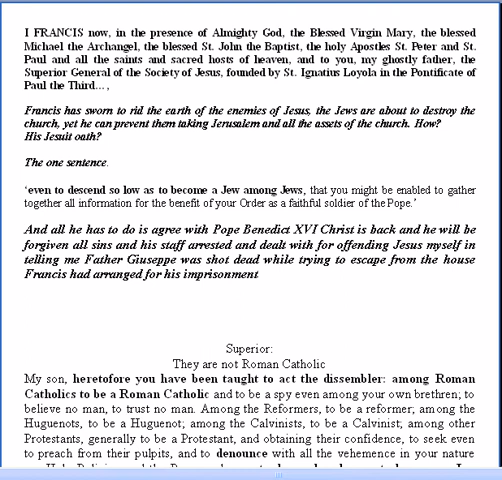 I FRANCIS now, in the presence of Almighty God, the Blessed Virgin Mary, the blessed
Michael the Archangel, the blessed St. John the Baptist, the holy Apostles St. Peter and St.
Paul and all the saints and sacred hosts of heaven, and to you, my ghostly father, the
Superior General of the Society of Jesus, founded by St. Ignatius Loyola in the Pontificate of
Paul the Third…,
Francis has sworn to rid the earth of the enemies of Jesus, the Jews are about to destroy the
church, yet he can prevent them taking Jerusalem and all the assets of the church. How?
His Jesuit oath?
The one sentence.
‘even to descend so low as to become a Jew among Jews, that you might be enabled to gather
together all information for the benefit of your Order as a faithful soldier of the Pope.’
And all he has to do is agree with Pope Benedict XVI Christ is back and he will be
forgiven all sins and his staff arrested and dealt with for offending Jesus myself in
telling me Father Giuseppe was shot dead while trying to escape from the house
Francis had arranged for his imprisonment
Superior:
They are not Roman Catholic
My son, heretofore you have been taught to act the dissembler: among Roman
Catholics to be a Roman Catholic and to be a spy even among your own brethren; to
believe no man, to trust no man. Among the Reformers, to be a reformer; among the
Huguenots, to be a Huguenot; among the Calvinists, to be a Calvinist; among other
Protestants, generally to be a Protestant, and obtaining their confidence, to seek even
to preach from their pulpits, and to denounce with all the vehemence in your nature